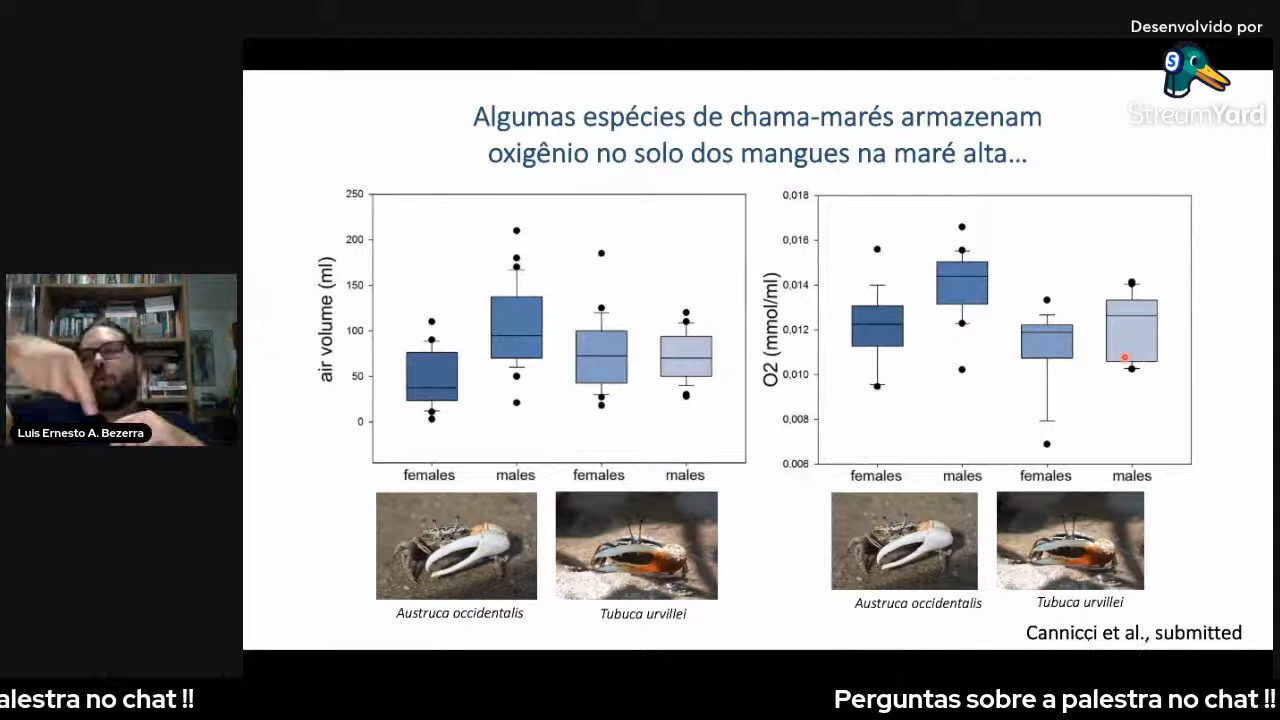 Desenvolvido por
S
StreamYard
Algumas espécies de chama-marés armazenam
oxigênio no solo dos mangues na maré alta...
air volume (ml)
250
200
150
100
50
0
females males females males
Austruca occidentalis
Tubuca urvillei
O2 (mmol/ml)
0,018
0,016
0,014
0,012
0,010
0,008
0,006
females males females males
Austruca occidentalis
Tubuca urvillei
Cannicci et al., submitted
Luis Ernesto A. Bezerra
alestra no chat !!
Perguntas sobre a palestra no chat !!